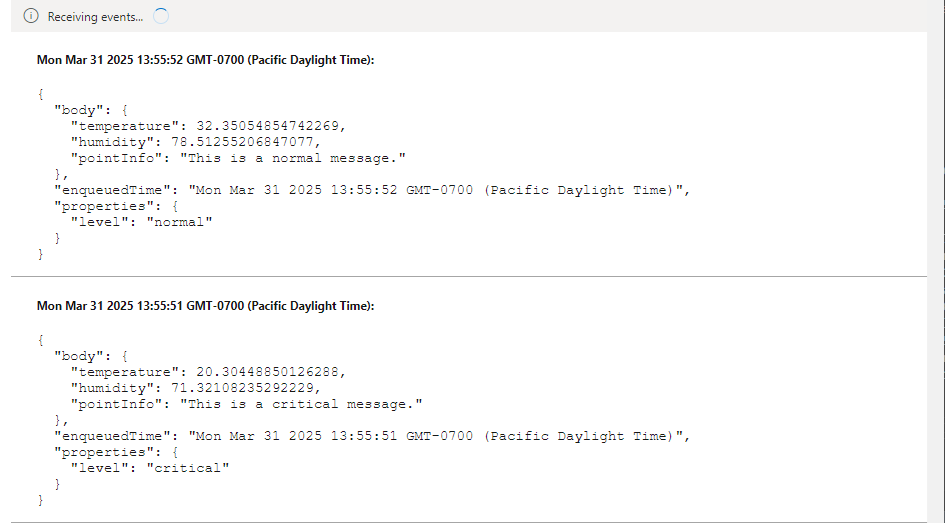 Receiving events...
Mon Mar 31 2025 13:55:52 GMT-0700 (Pacific Daylight Time):
{
  "body": {
    "temperature": 32.35054854742269,
    "humidity": 78.51255206847077,
    "pointInfo": "This is a normal message."
  },
  "enqueuedTime": "Mon Mar 31 2025 13:55:52 GMT-0700 (Pacific Daylight Time)",
  "properties": {
    "level": "normal"
  }
}
Mon Mar 31 2025 13:55:51 GMT-0700 (Pacific Daylight Time):
{
  "body": {
    "temperature": 20.30448850126288,
    "humidity": 71.32108235292229,
    "pointInfo": "This is a critical message."
  },
  "enqueuedTime": "Mon Mar 31 2025 13:55:51 GMT-0700 (Pacific Daylight Time)",
  "properties": {
    "level": "critical"
  }
}